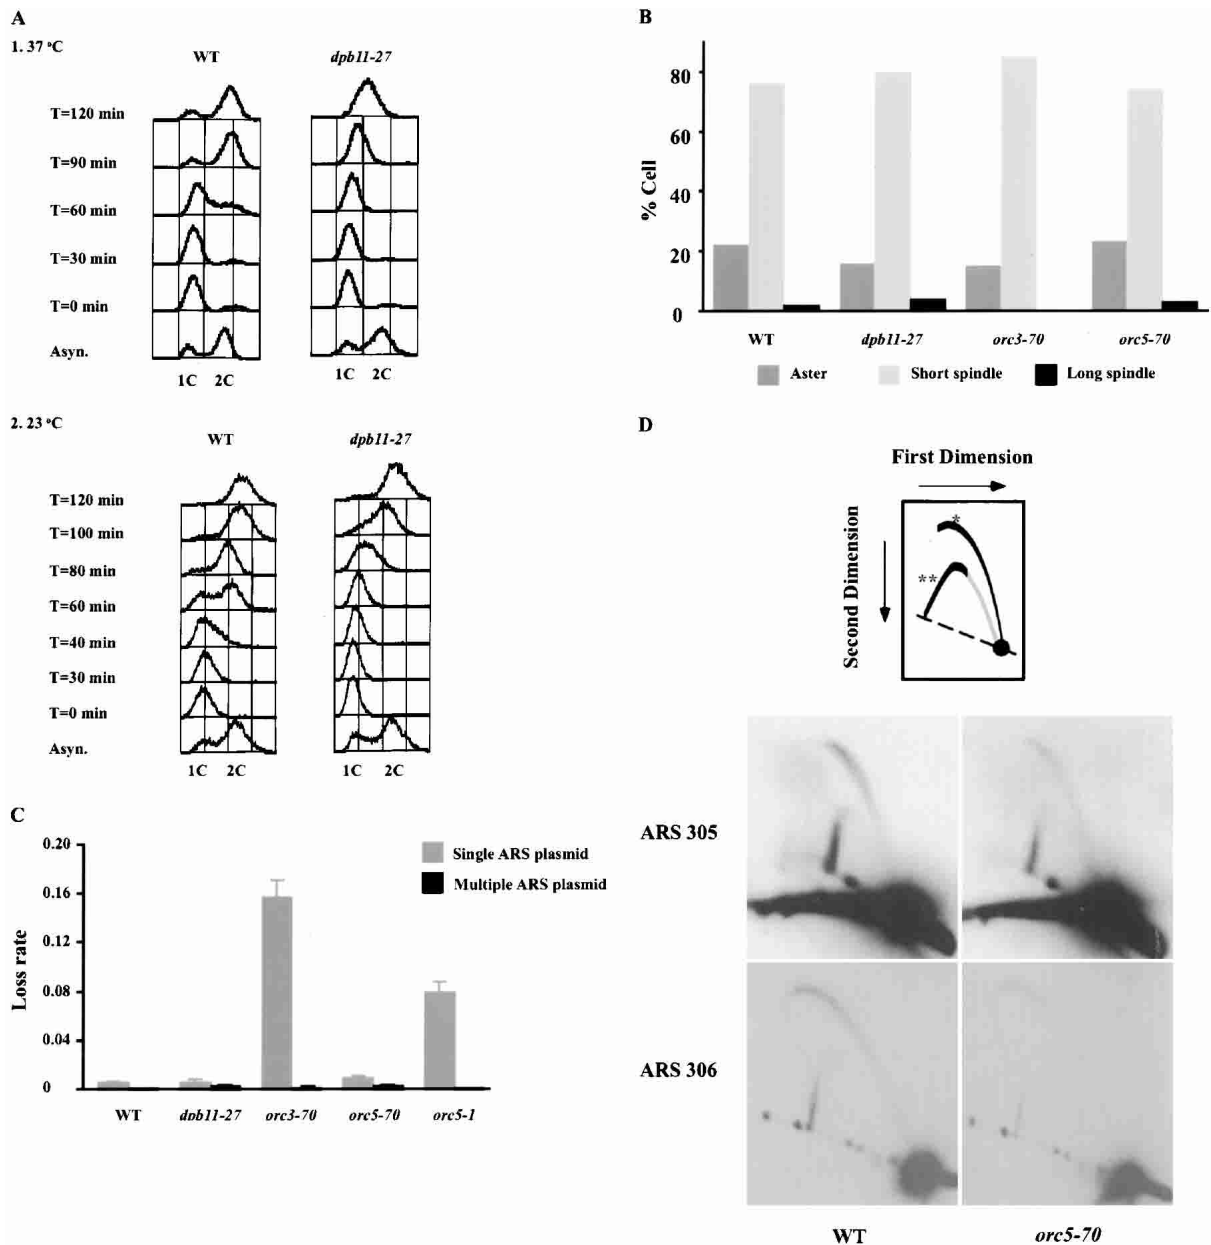 A
1. 37 °C
WT
dpb11-27
T=120 min
T=90 min
T=60 min
T=30 min
T=0 min
Asyn.
1C 2C
1C 2C
2. 23 °C
WT
dpb11-27
T=120 min
T=100 min
T=80 min
T=60 min
T=40 min
T=30 min
T=0 min
Asyn.
1C 2C
1C 2C
B
% Cell
80
60
40
20
0
WT
dpb11-27
orc3-70
orc5-70
Aster
Short spindle
Long spindle
C
Loss rate
0.20
0.16
0.12
0.08
0.04
0
Single ARS plasmid
Multiple ARS plasmid
WT
dpb11-27
orc3-70
orc5-70
orc5-1
D
First Dimension
Second Dimension
*
**
ARS 305
ARS 306
WT
orc5-70